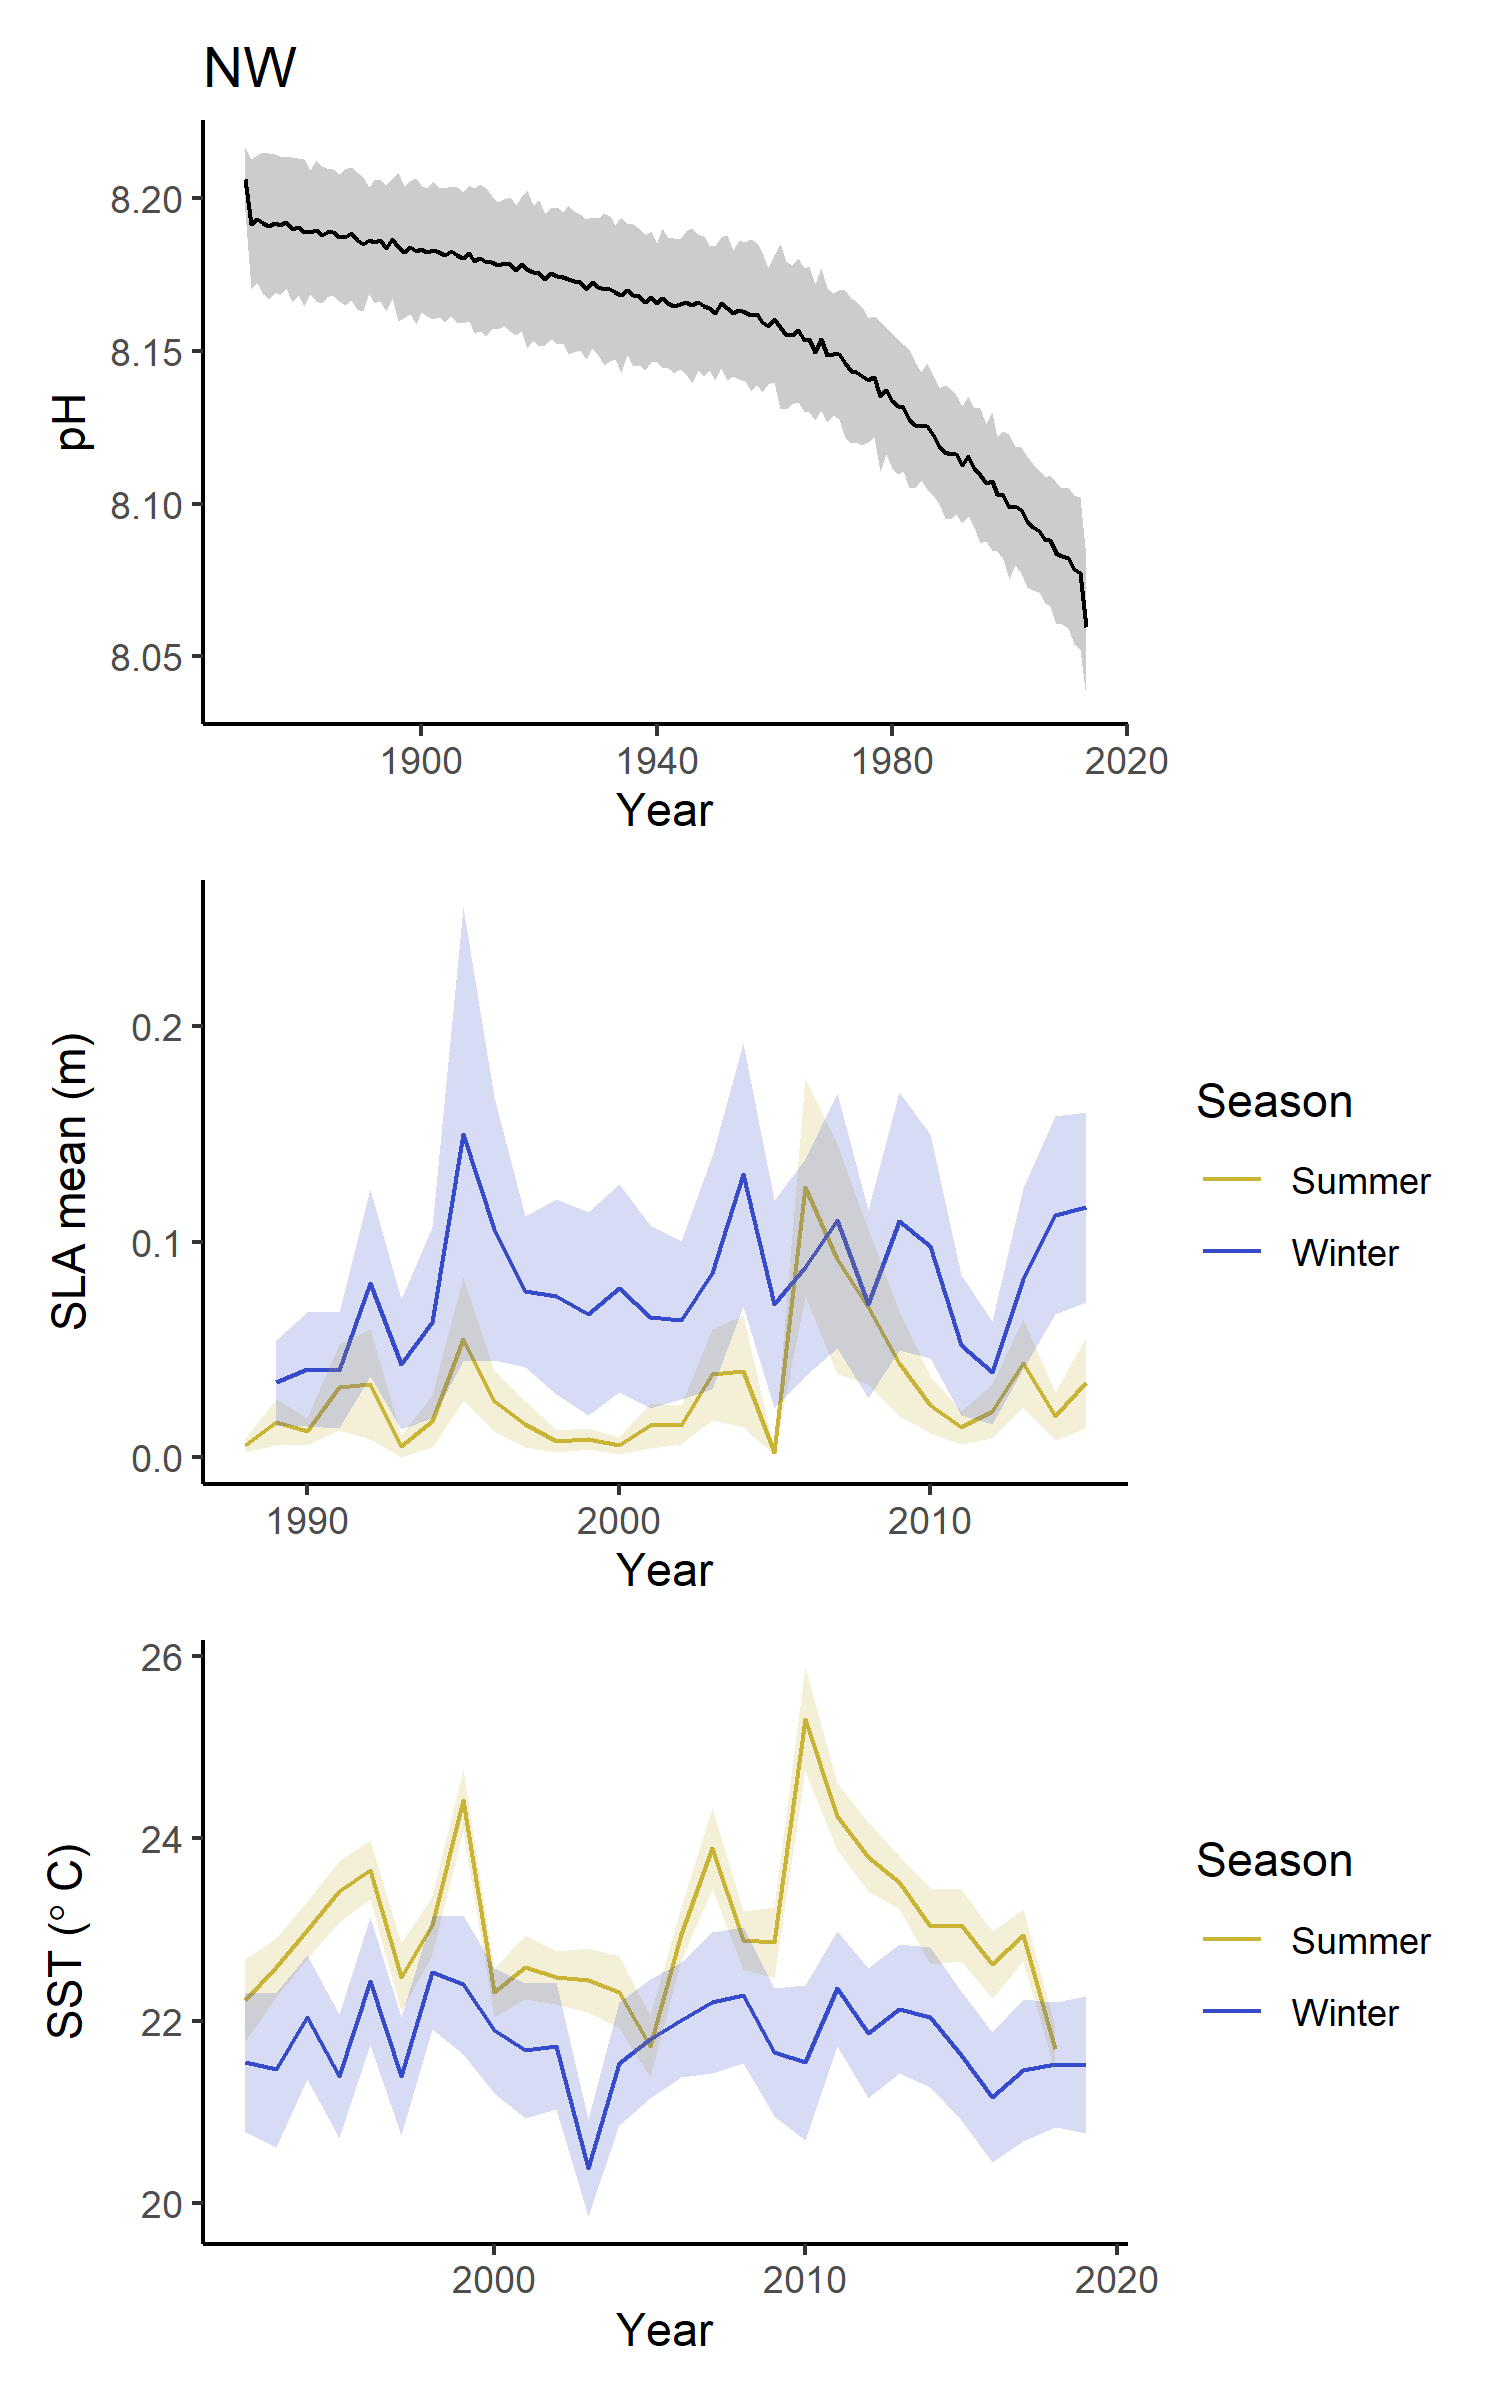 NW
8.20
8.15
8.10
8.05
pH
1900 1940 1980 2020
Year
0.2
0.1
0.0
SLA mean (m)
1990 2000 2010
Year
Season
Summer
Winter
26
24
22
20
SST (° C)
2000 2010 2020
Year
Season
Summer
Winter